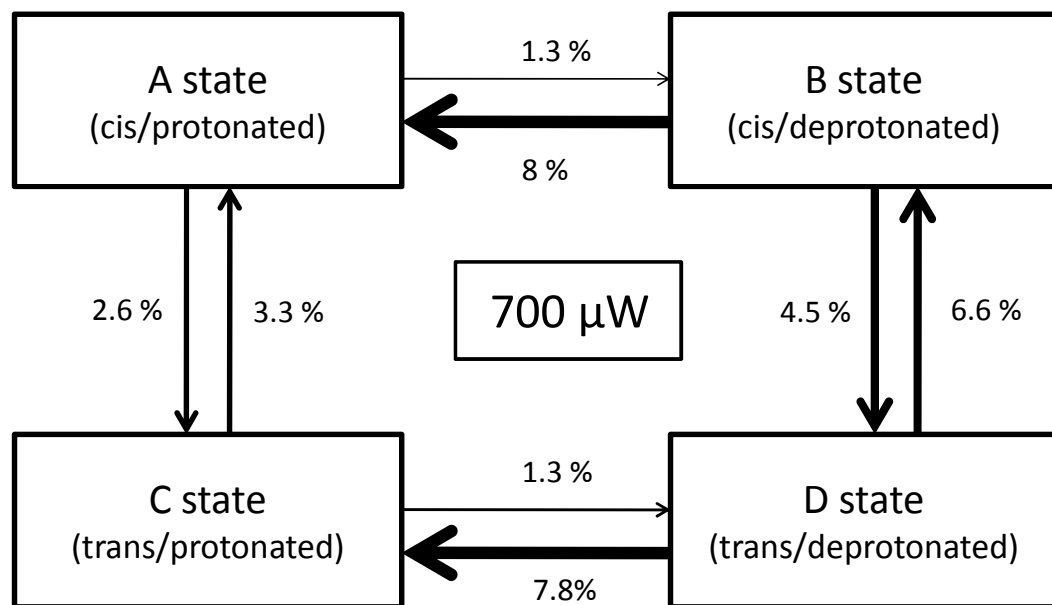 A state
(cis/protonated)
1.3 %
8 %
B state
(cis/deprotonated)
2.6 %
3.3 %
700 µW
4.5 %
6.6 %
C state
(trans/protonated)
1.3 %
7.8%
D state
(trans/deprotonated)